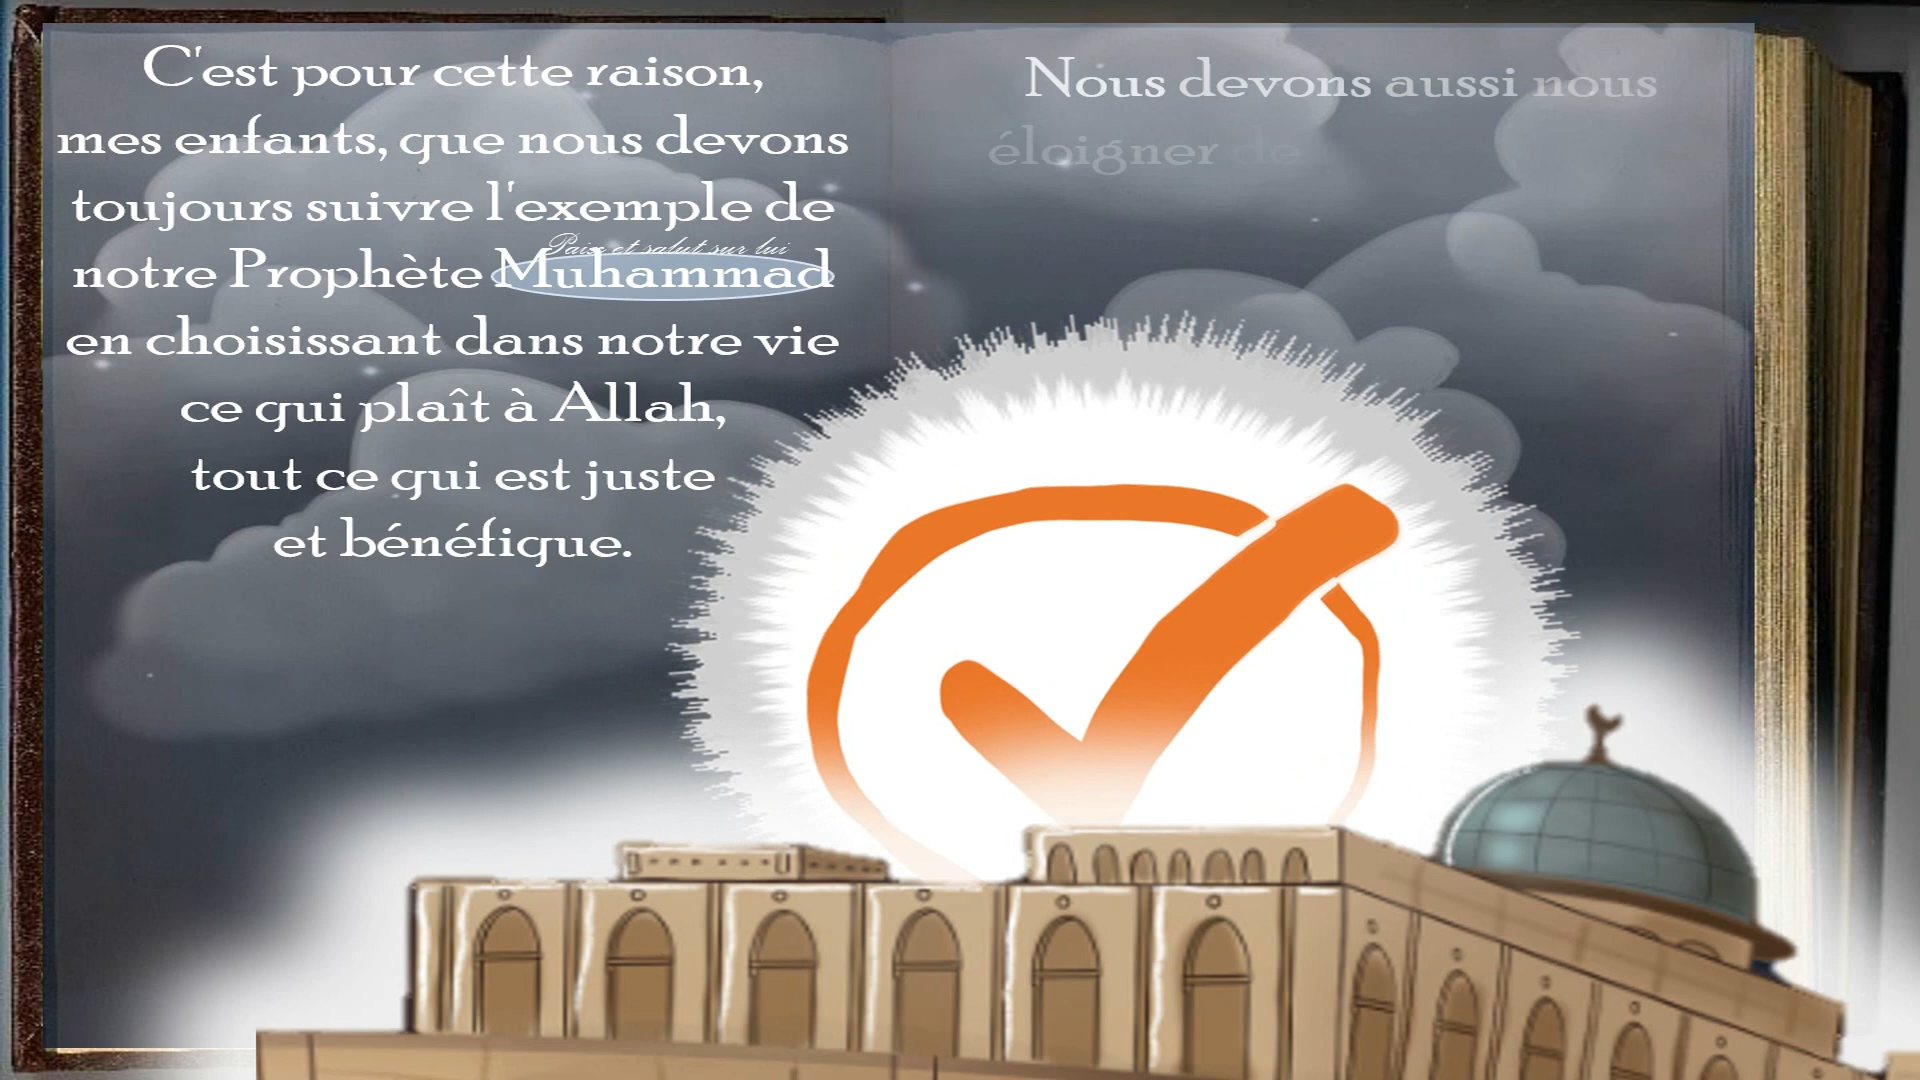 C'est pour cette raison,
mes enfants, que nous devons
toujours suivre l'exemple de
Paix et salut sur lui
notre Prophète Muhammad
en choisissant dans notre vie
ce qui plaît à Allah,
tout ce qui est juste
et bénéfique.
Nous devons aussi nous
éloigner de